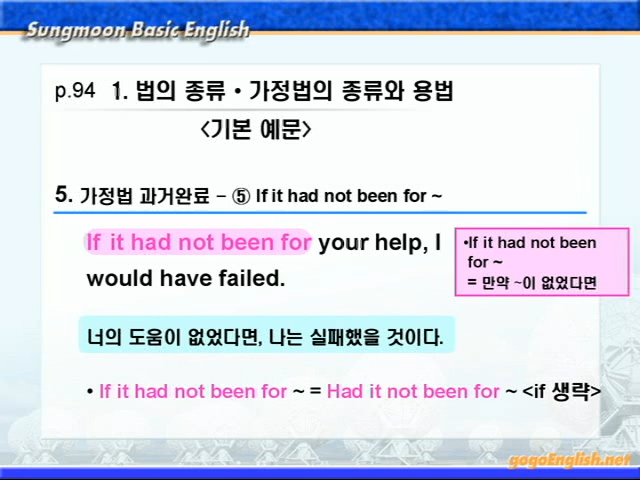 Sungmoon Basic English
p.94 1. 법의 종류 • 가정법의 종류와 용법
<기본 예문>
5. 가정법 과거완료 – ⑤ If it had not been for ~
If it had not been for your help, I
would have failed.
•If it had not been
for ~
= 만약 ~이 없었다면
너의 도움이 없었다면, 나는 실패했을 것이다.
• If it had not been for ~ = Had it not been for ~ <if 생략>
gogoEnglish.net